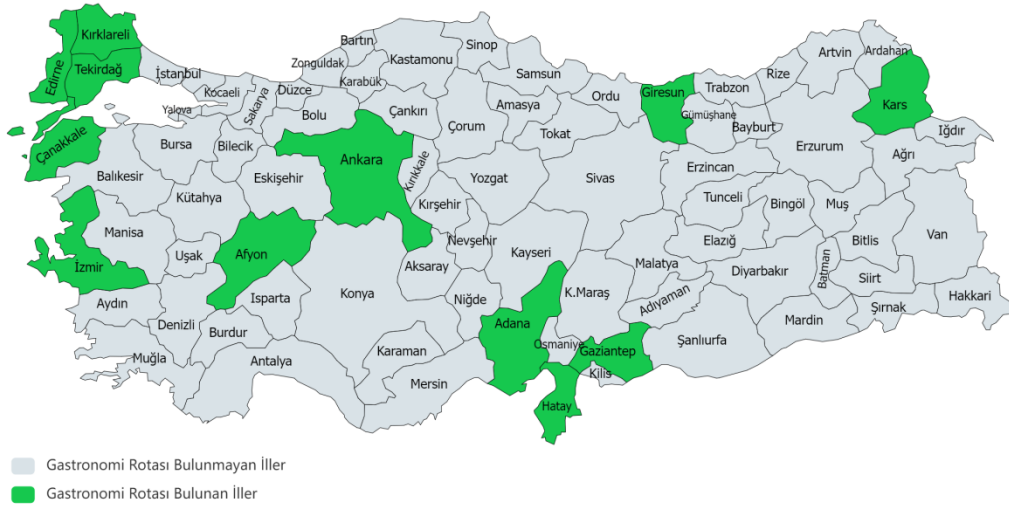 Kırklareli
Edirne
Tekirdağ
İstanbul
Kocaeli
Yalova
Sakarya
Düzce
Zonguldak
Bartın
Karabük
Kastamonu
Sinop
Samsun
Ordu
Giresun
Trabzon
Gümüşhane
Bayburt
Rize
Artvin
Ardahan
Kars
Iğdır
Çanakkale
Balıkesir
Bursa
Bilecik
Bolu
Çankırı
Çorum
Amasya
Tokat
Erzincan
Erzurum
Ağrı
Kütahya
Eskişehir
Ankara
Kırıkkale
Yozgat
Sivas
Tunceli
Bingöl
Muş
Manisa
Uşak
Afyon
Kırşehir
Nevşehir
Kayseri
Malatya
Elazığ
Diyarbakır
Batman
Bitlis
Siirt
Van
İzmir
Aydın
Denizli
Isparta
Burdur
Konya
Aksaray
Niğde
Adana
K.Maraş
Adıyaman
Osmaniye
Gaziantep
Kilis
Şanlıurfa
Mardin
Şırnak
Hakkari
Muğla
Antalya
Karaman
Mersin
Hatay
Gastronomi Rotası Bulunmayan İller
Gastronomi Rotası Bulunan İller